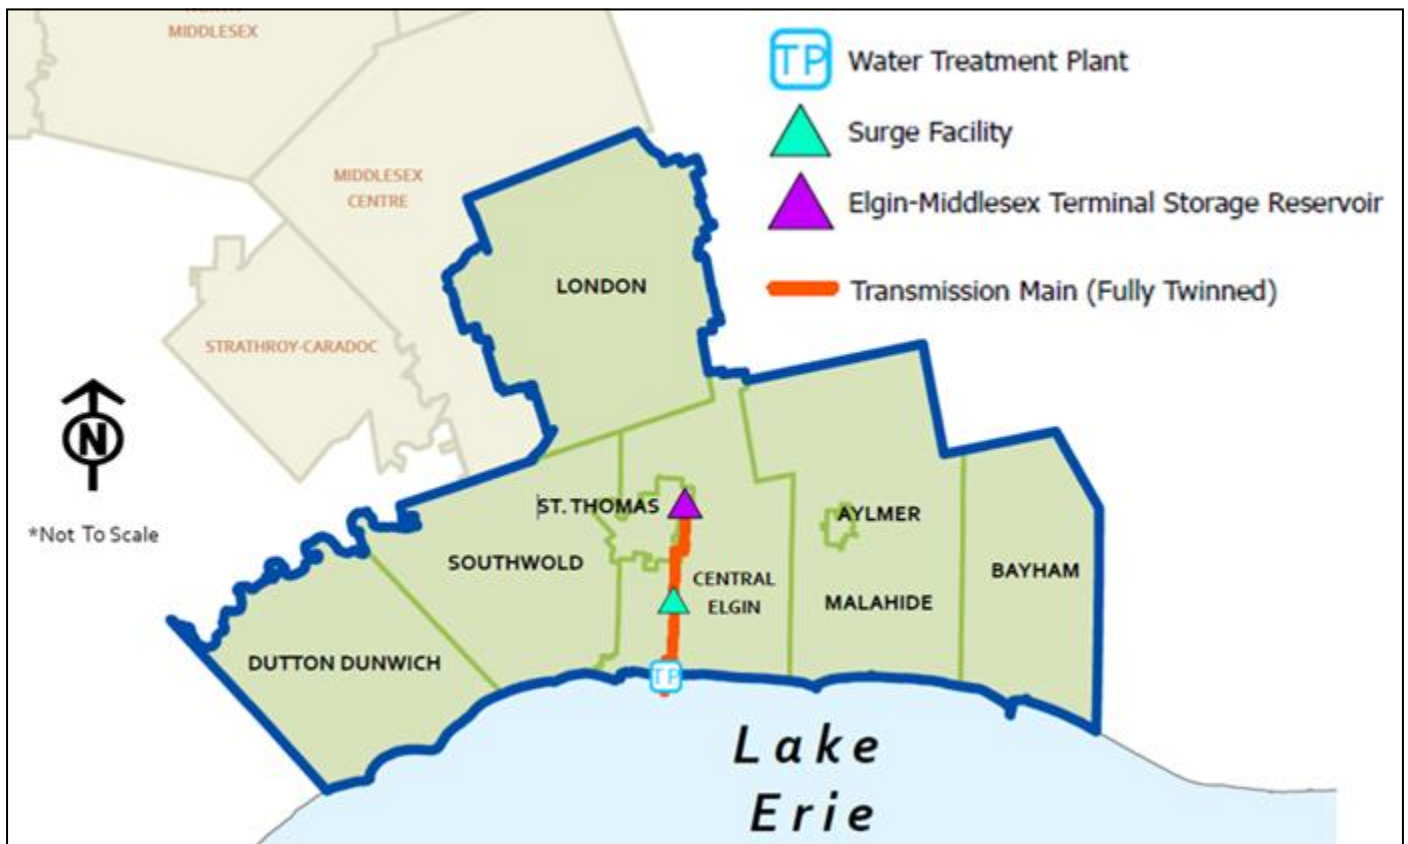 MIDDLESEX
TP Water Treatment Plant
Surge Facility
Elgin-Middlesex Terminal Storage Reservoir
Transmission Main (Fully Twinned)
MIDDLESEX
CENTRE
LONDON
STRATHROY-CARADOC
N
*Not To Scale
ST. THOMAS
AYLMER
SOUTHWOLD
BAYHAM
CENTRAL
ELGIN
MALAHIDE
DUTTON DUNWICH
TP
Lake
Erie